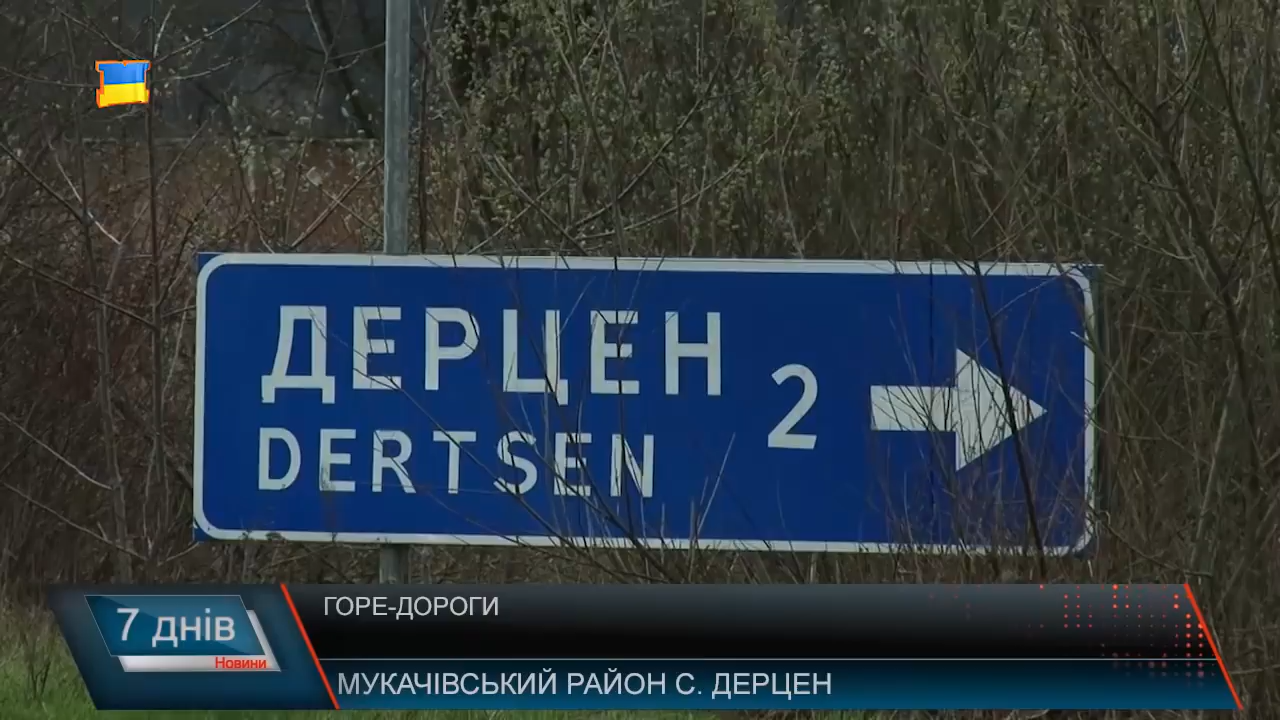 ДЕРЦЕН
DERTSEN
2
7 днів
Новини
ГОРЕ-ДОРОГИ
МУКАЧІВСЬКИЙ РАЙОН С. ДЕРЦЕН